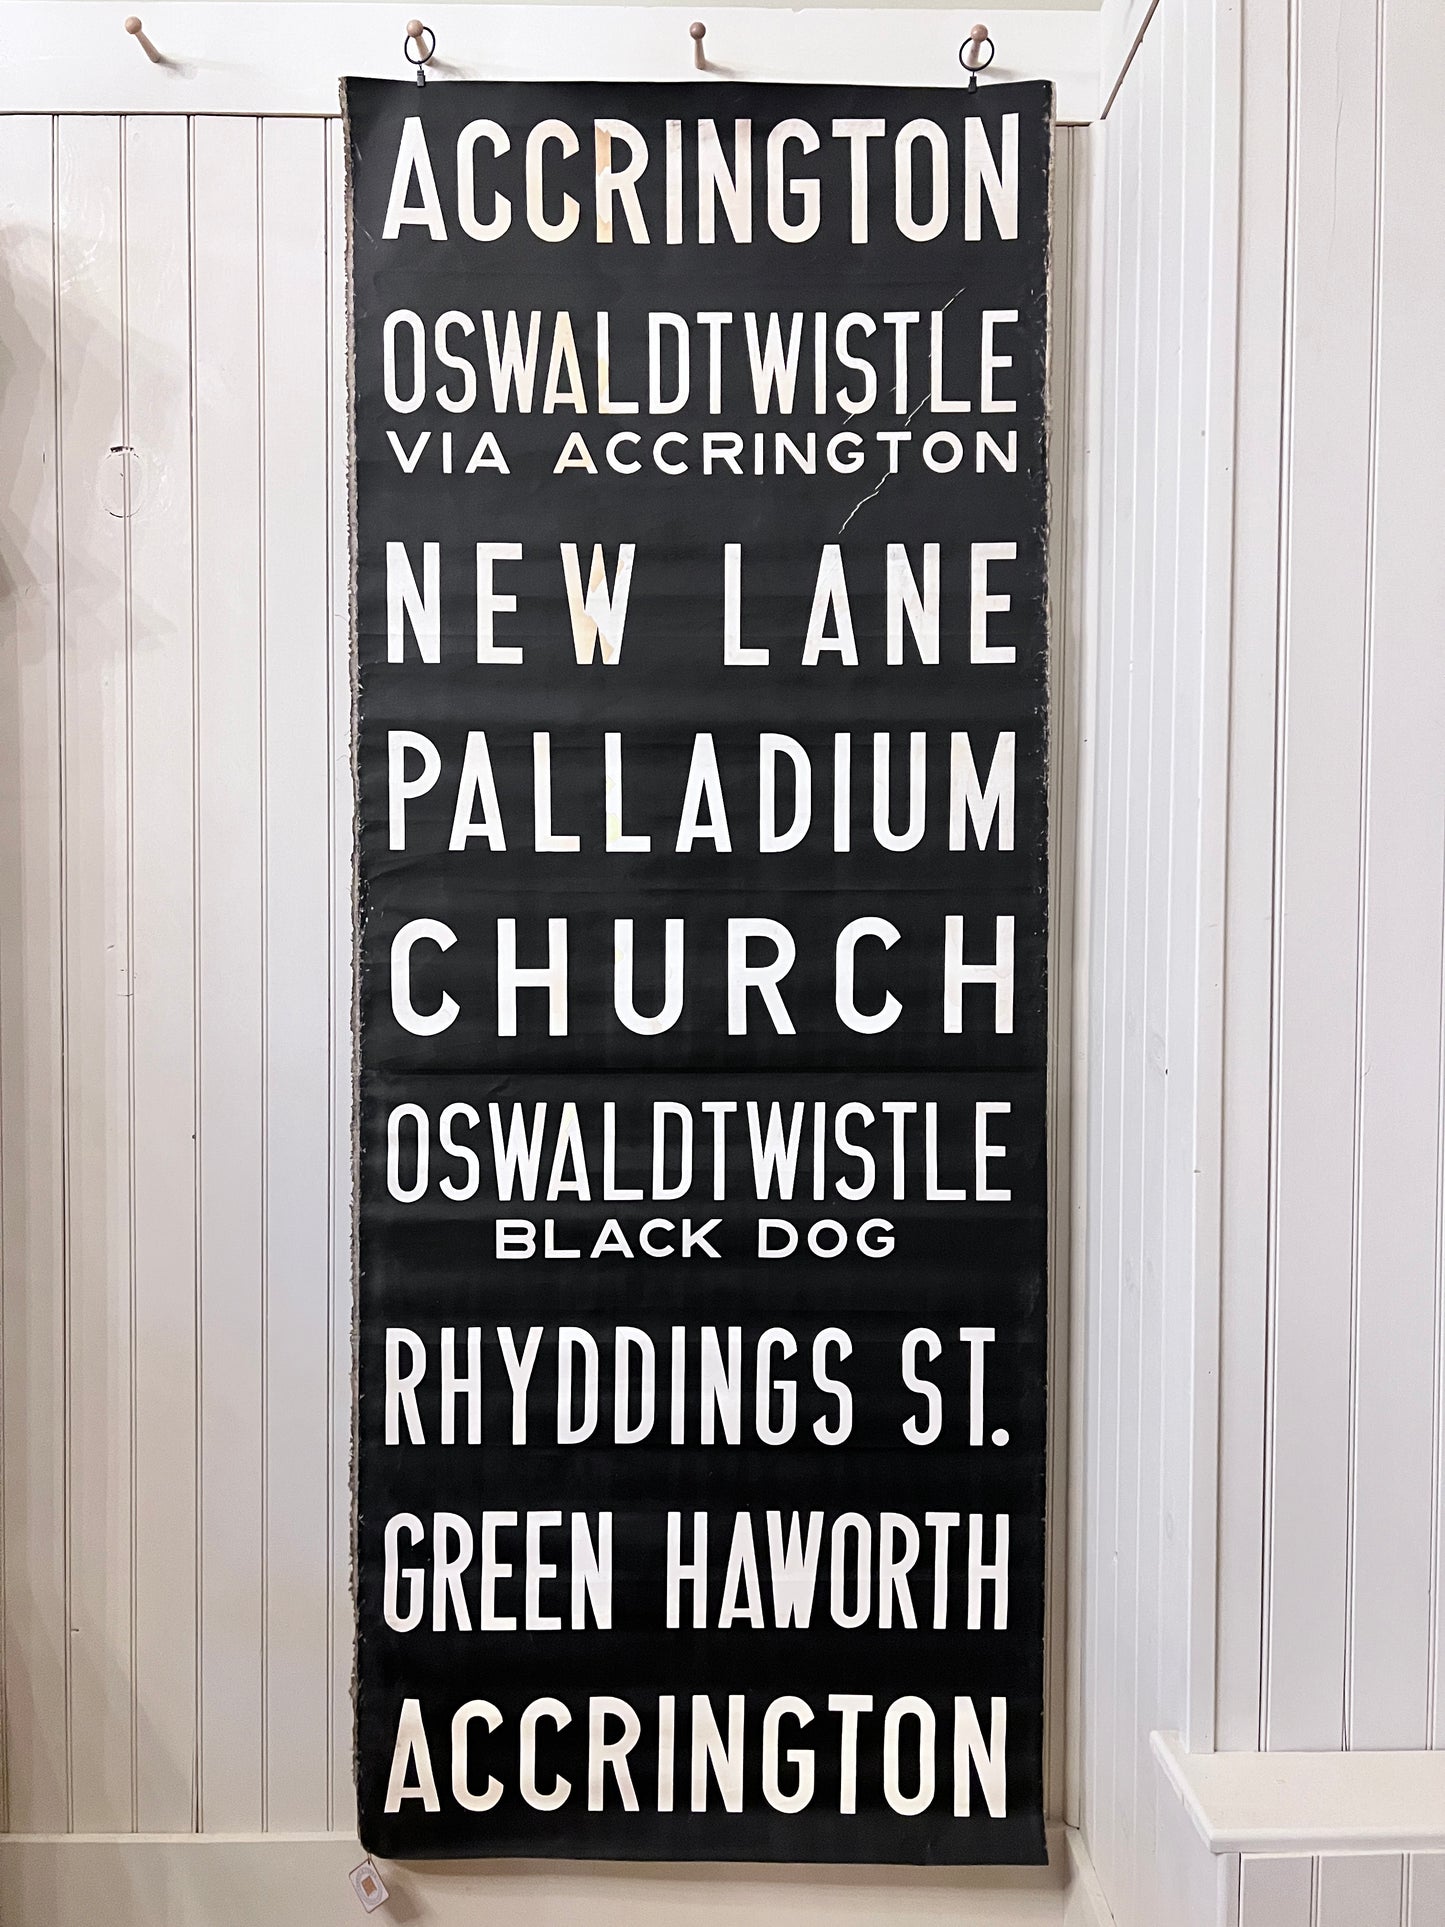 ACCRINGTON
OSWALDTWISTLE
VIA ACCRINGTON
NEW LANE
PALLADIUM
CHURCH
OSWALDTWISTLE
BLACK DOG
RHYDDINGS ST.
GREEN HAWORTH
ACCRINGTON